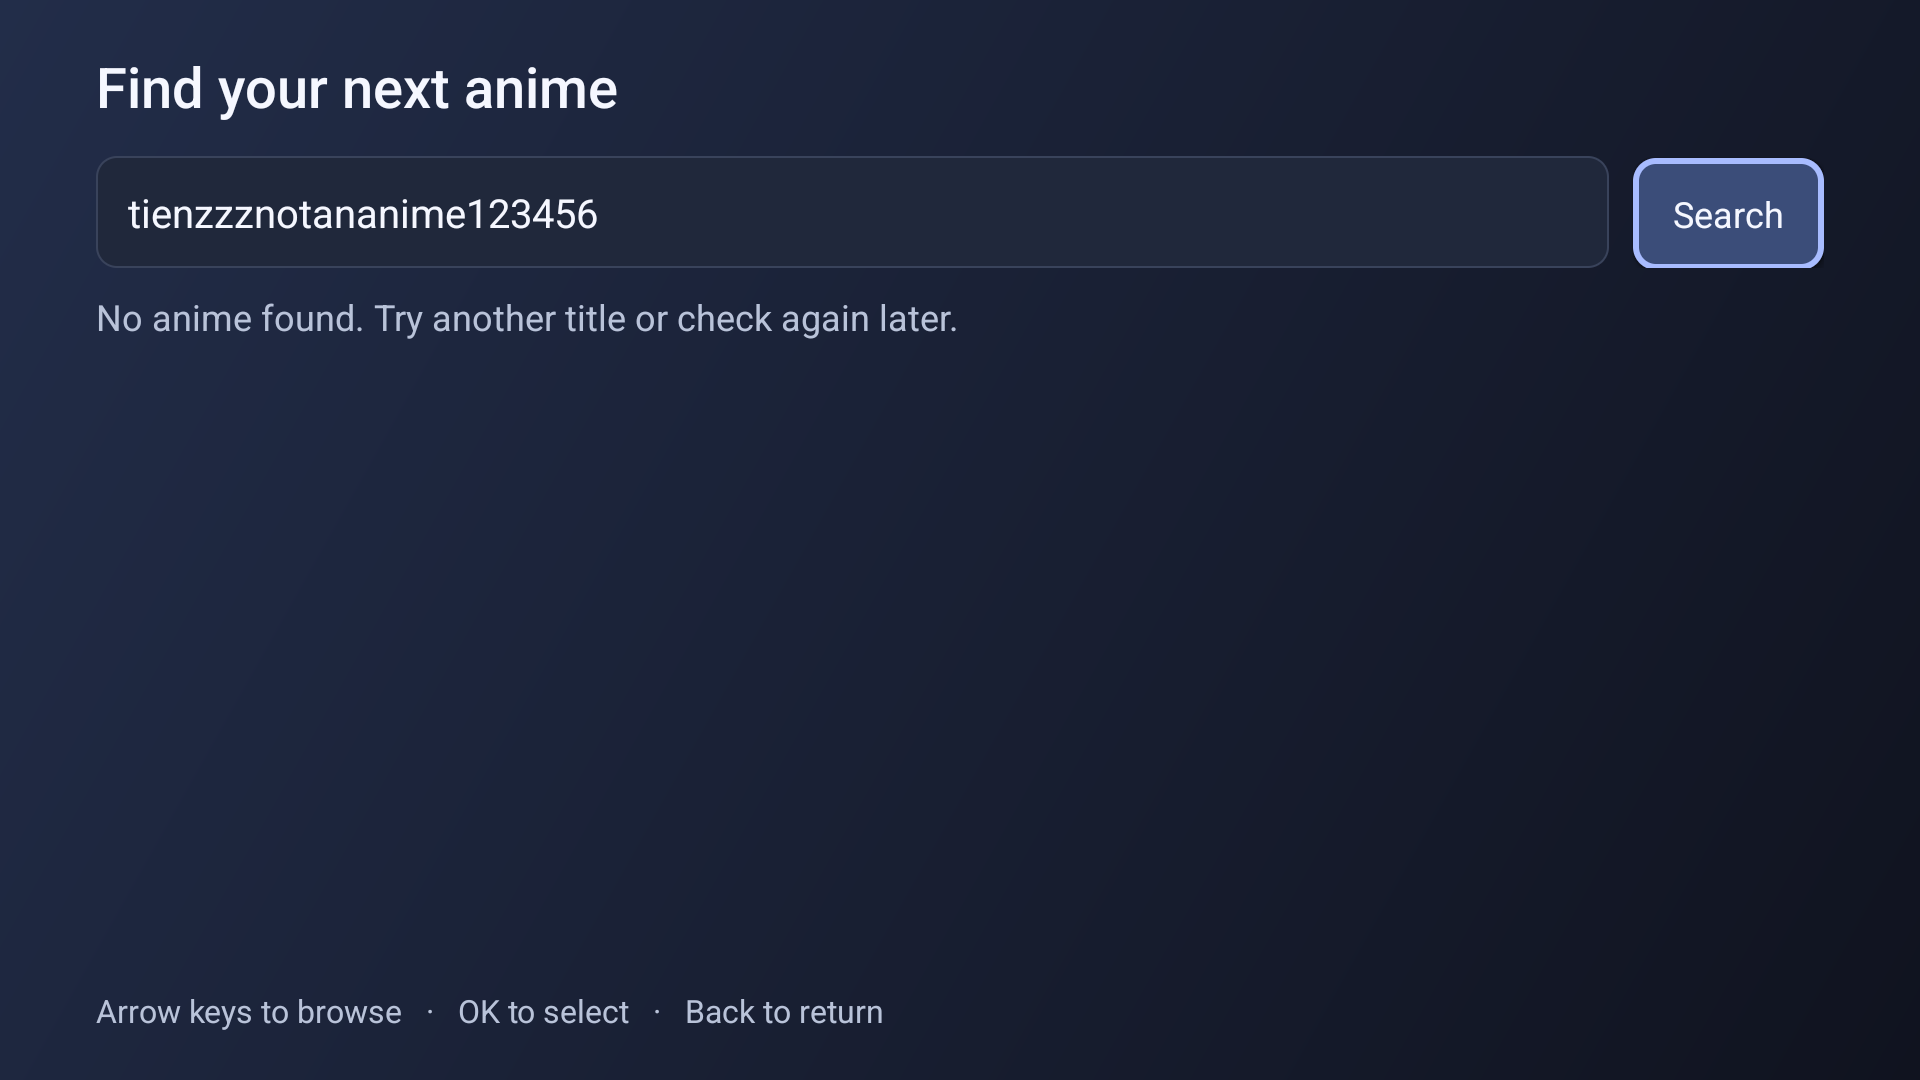 Find your next anime
tienzzznotananime123456
Search
No anime found. Try another title or check again later.
Arrow keys to browse · OK to select · Back to return